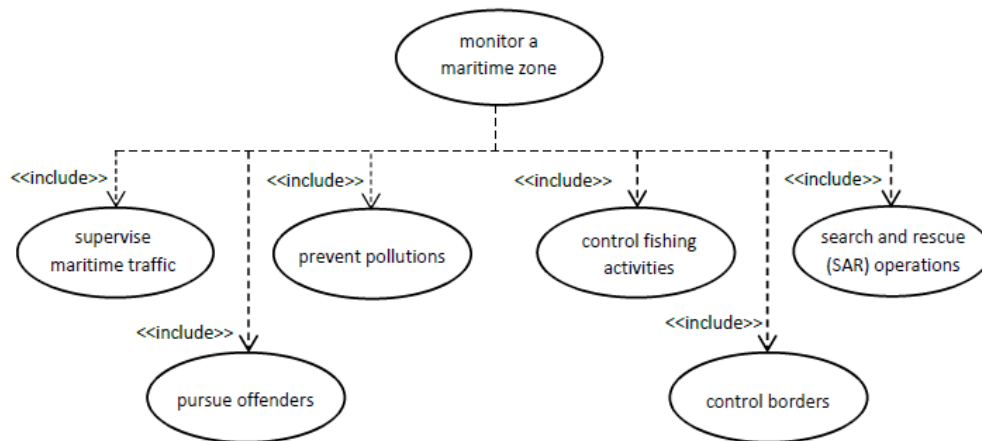 monitor a
maritime zone
<<include>>
<<include>>
<<include>>
<<include>>
supervise
maritime traffic
prevent pollutions
control fishing
activities
search and rescue
(SAR) operations
<<include>>
<<include>>
pursue offenders
control borders